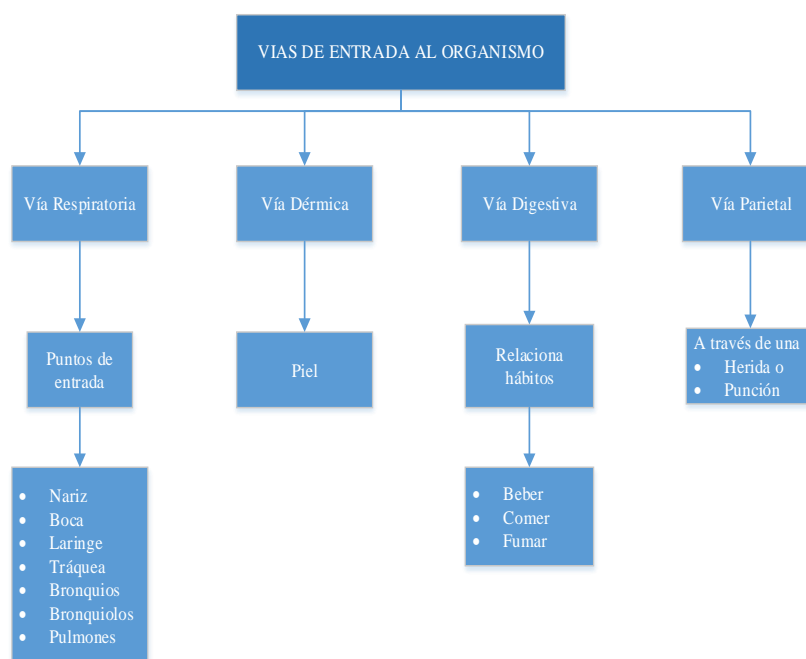 VIAS DE ENTRADA AL ORGANISMO
Vía Respiratoria
Vía Dérmica
Vía Digestiva
Vía Parietal
Puntos de
entrada
Piel
Relaciona
hábitos
A través de una
• Herida o
• Punción
• Nariz
• Boca
• Laringe
• Tráquea
• Bronquios
• Bronquiolos
• Pulmones
• Beber
• Comer
• Fumar